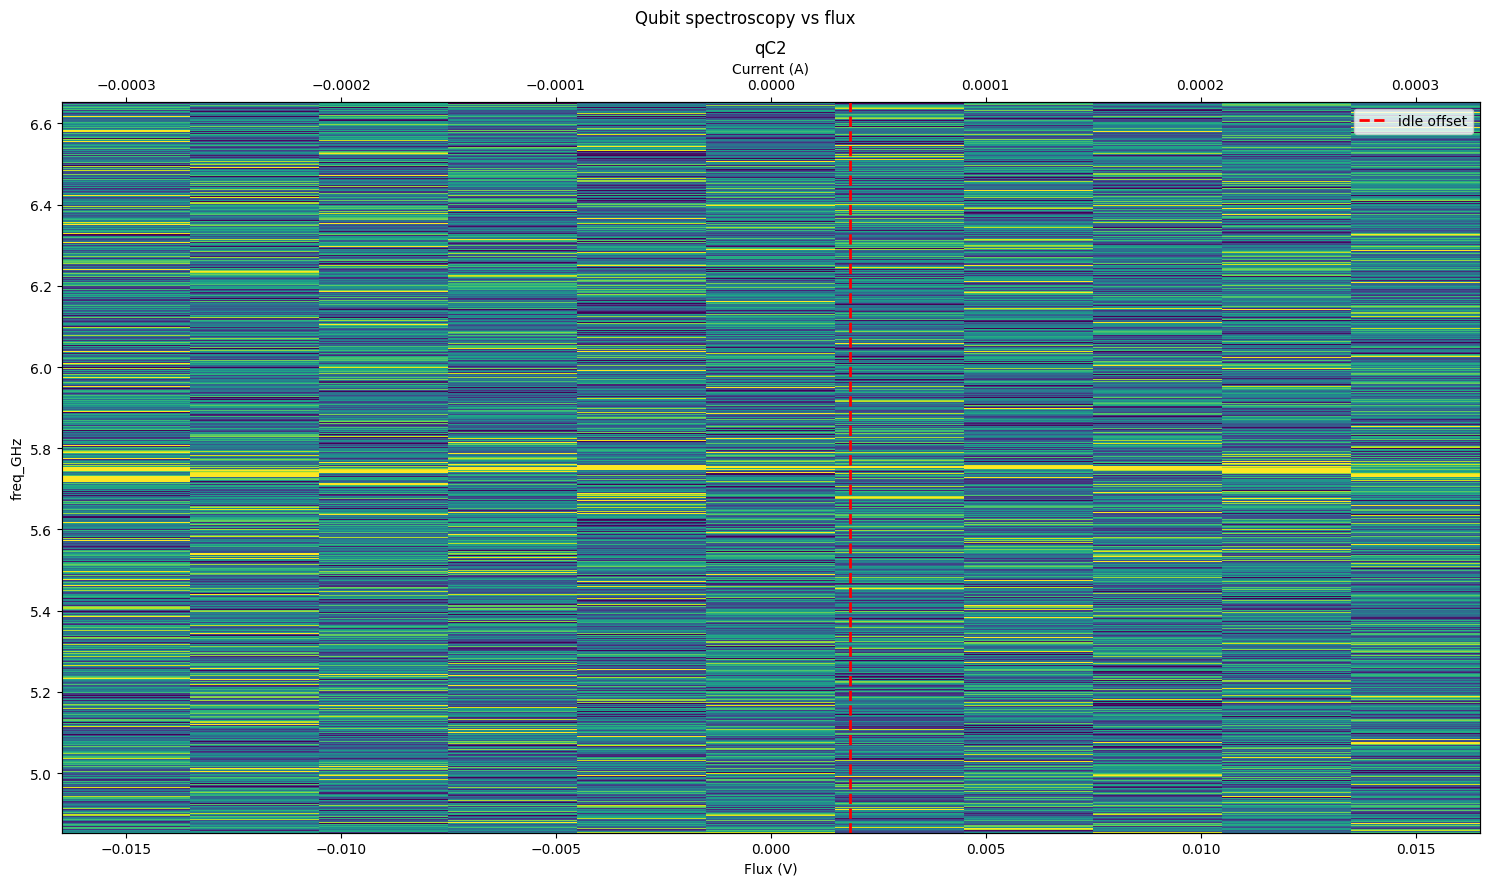 Qubit spectroscopy vs flux
qC2
Current (A)
−0.0003 −0.0002 −0.0001 0.0000 0.0001 0.0002 0.0003
idle offset
6.6
6.4
6.2
6.0
5.8
5.6
5.4
5.2
5.0
freq_GHz
−0.015 −0.010 −0.005 0.000 0.005 0.010 0.015
Flux (V)